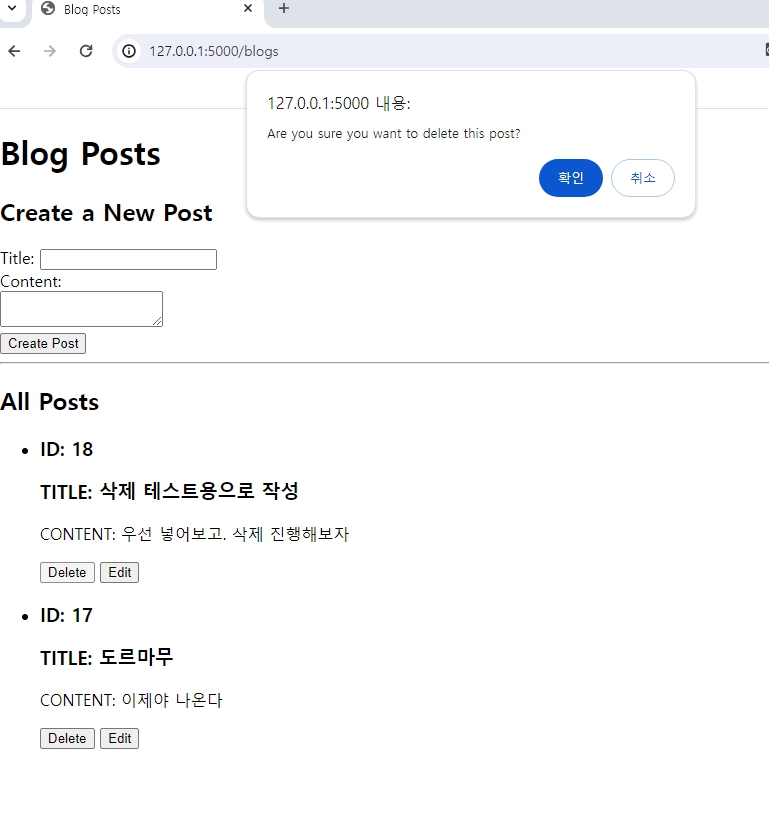 Blog Posts
127.0.0.1:5000/blogs
127.0.0.1:5000 내용:
Are you sure you want to delete this post?
확인 취소
Blog Posts
Create a New Post
Title:
Content:
Create Post
All Posts
ID: 18
TITLE: 삭제 테스트용으로 작성
CONTENT: 우선 넣어보고. 삭제 진행해보자
Delete Edit
ID: 17
TITLE: 도르마무
CONTENT: 이제야 나온다
Delete Edit